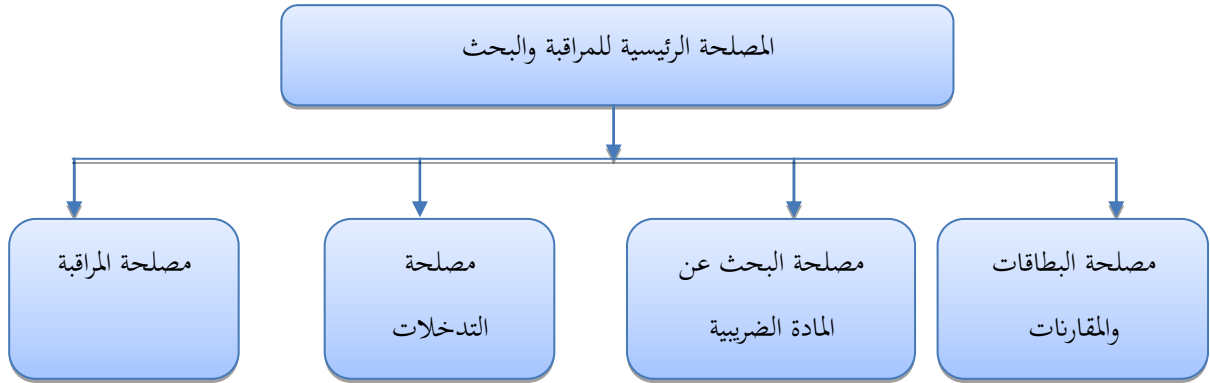 المصلحة الرئيسية للمراقبة والبحث
مصلحة البطاقات
والمقارنات
مصلحة البحث عن
المادة الضريبية
مصلحة
التدخلات
مصلحة المراقبة